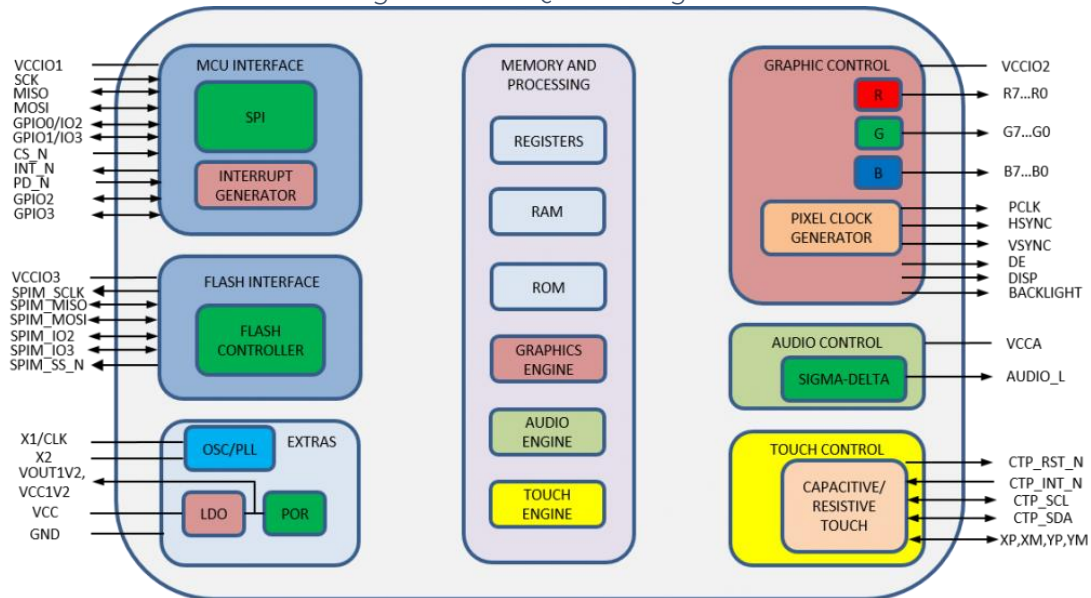 MCU INTERFACE
VCCIO1
SCK
MISO
MOSI
GPIO0/IO2
GPIO1/IO3
CS_N
INT_N
PD_N
GPIO2
GPIO3
SPI
INTERRUPT
GENERATOR
FLASH INTERFACE
VCCIO3
SPIM_SCLK
SPIM_MISO
SPIM_MOSI
SPIM_IO2
SPIM_IO3
SPIM_SS_N
FLASH
CONTROLLER
EXTRAS
X1/CLK
X2
VOUT1V2,
VCC1V2
VCC
GND
OSC/PLL
LDO
POR
MEMORY AND
PROCESSING
REGISTERS
RAM
ROM
GRAPHICS
ENGINE
AUDIO
ENGINE
TOUCH
ENGINE
GRAPHIC CONTROL
R
G
B
PIXEL CLOCK
GENERATOR
VCCIO2
R7...R0
G7...G0
B7...B0
PCLK
HSYNC
VSYNC
DE
DISP
BACKLIGHT
AUDIO CONTROL
SIGMA-DELTA
VCCA
AUDIO_L
TOUCH CONTROL
CAPACITIVE/
RESISTIVE
TOUCH
CTP_RST_N
CTP_INT_N
CTP_SCL
CTP_SDA
XP,XM,YP,YM